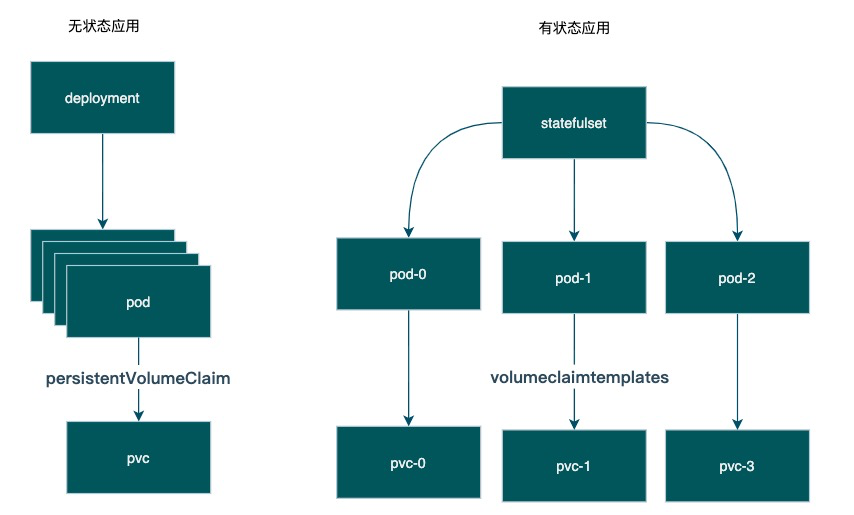 无状态应用
有状态应用
deployment
statefulset
pod
pod-0
pod-1
pod-2
persistentVolumeClaim
volumeclaimtemplates
pvc
pvc-0
pvc-1
pvc-3